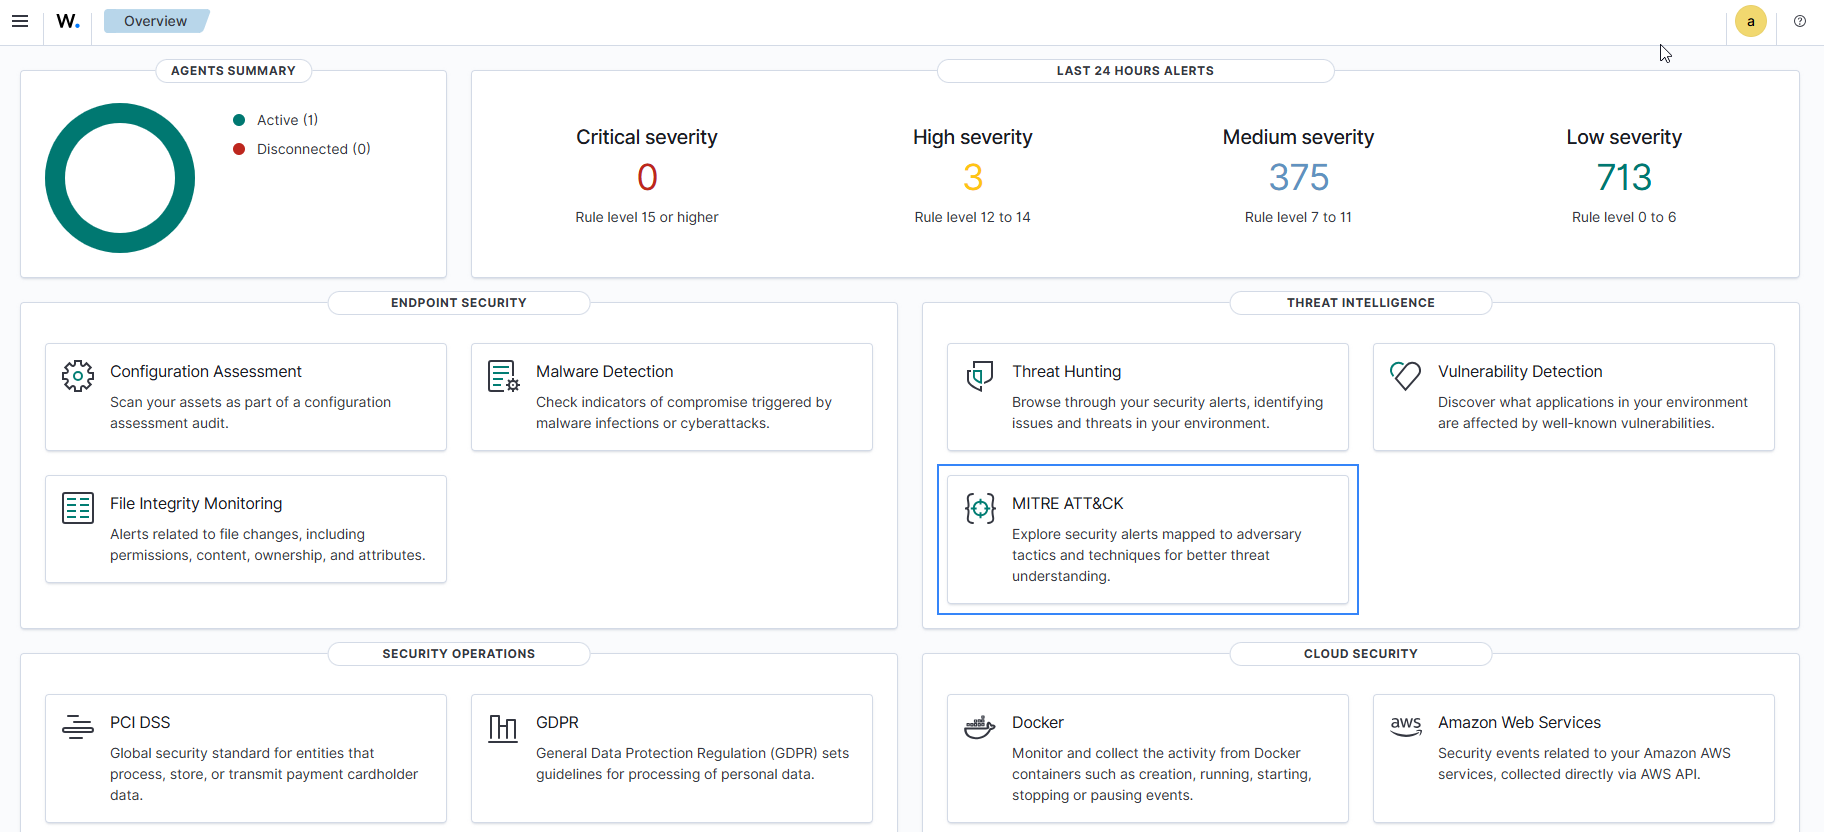 W.
Overview
a
AGENTS SUMMARY
Active (1)
Disconnected (0)
LAST 24 HOURS ALERTS
Critical severity
0
Rule level 15 or higher
High severity
3
Rule level 12 to 14
Medium severity
375
Rule level 7 to 11
Low severity
713
Rule level 0 to 6
ENDPOINT SECURITY
Configuration Assessment
Scan your assets as part of a configuration
assessment audit.
Malware Detection
Check indicators of compromise triggered by
malware infections or cyberattacks.
File Integrity Monitoring
Alerts related to file changes, including
permissions, content, ownership, and attributes.
THREAT INTELLIGENCE
Threat Hunting
Browse through your security alerts, identifying
issues and threats in your environment.
Vulnerability Detection
Discover what applications in your environment
are affected by well-known vulnerabilities.
MITRE ATT&CK
Explore security alerts mapped to adversary
tactics and techniques for better threat
understanding.
SECURITY OPERATIONS
PCI DSS
Global security standard for entities that
process, store, or transmit payment cardholder
data.
GDPR
General Data Protection Regulation (GDPR) sets
guidelines for processing of personal data.
CLOUD SECURITY
Docker
Monitor and collect the activity from Docker
containers such as creation, running, starting,
stopping or pausing events.
aws
Amazon Web Services
Security events related to your Amazon AWS
services, collected directly via AWS API.